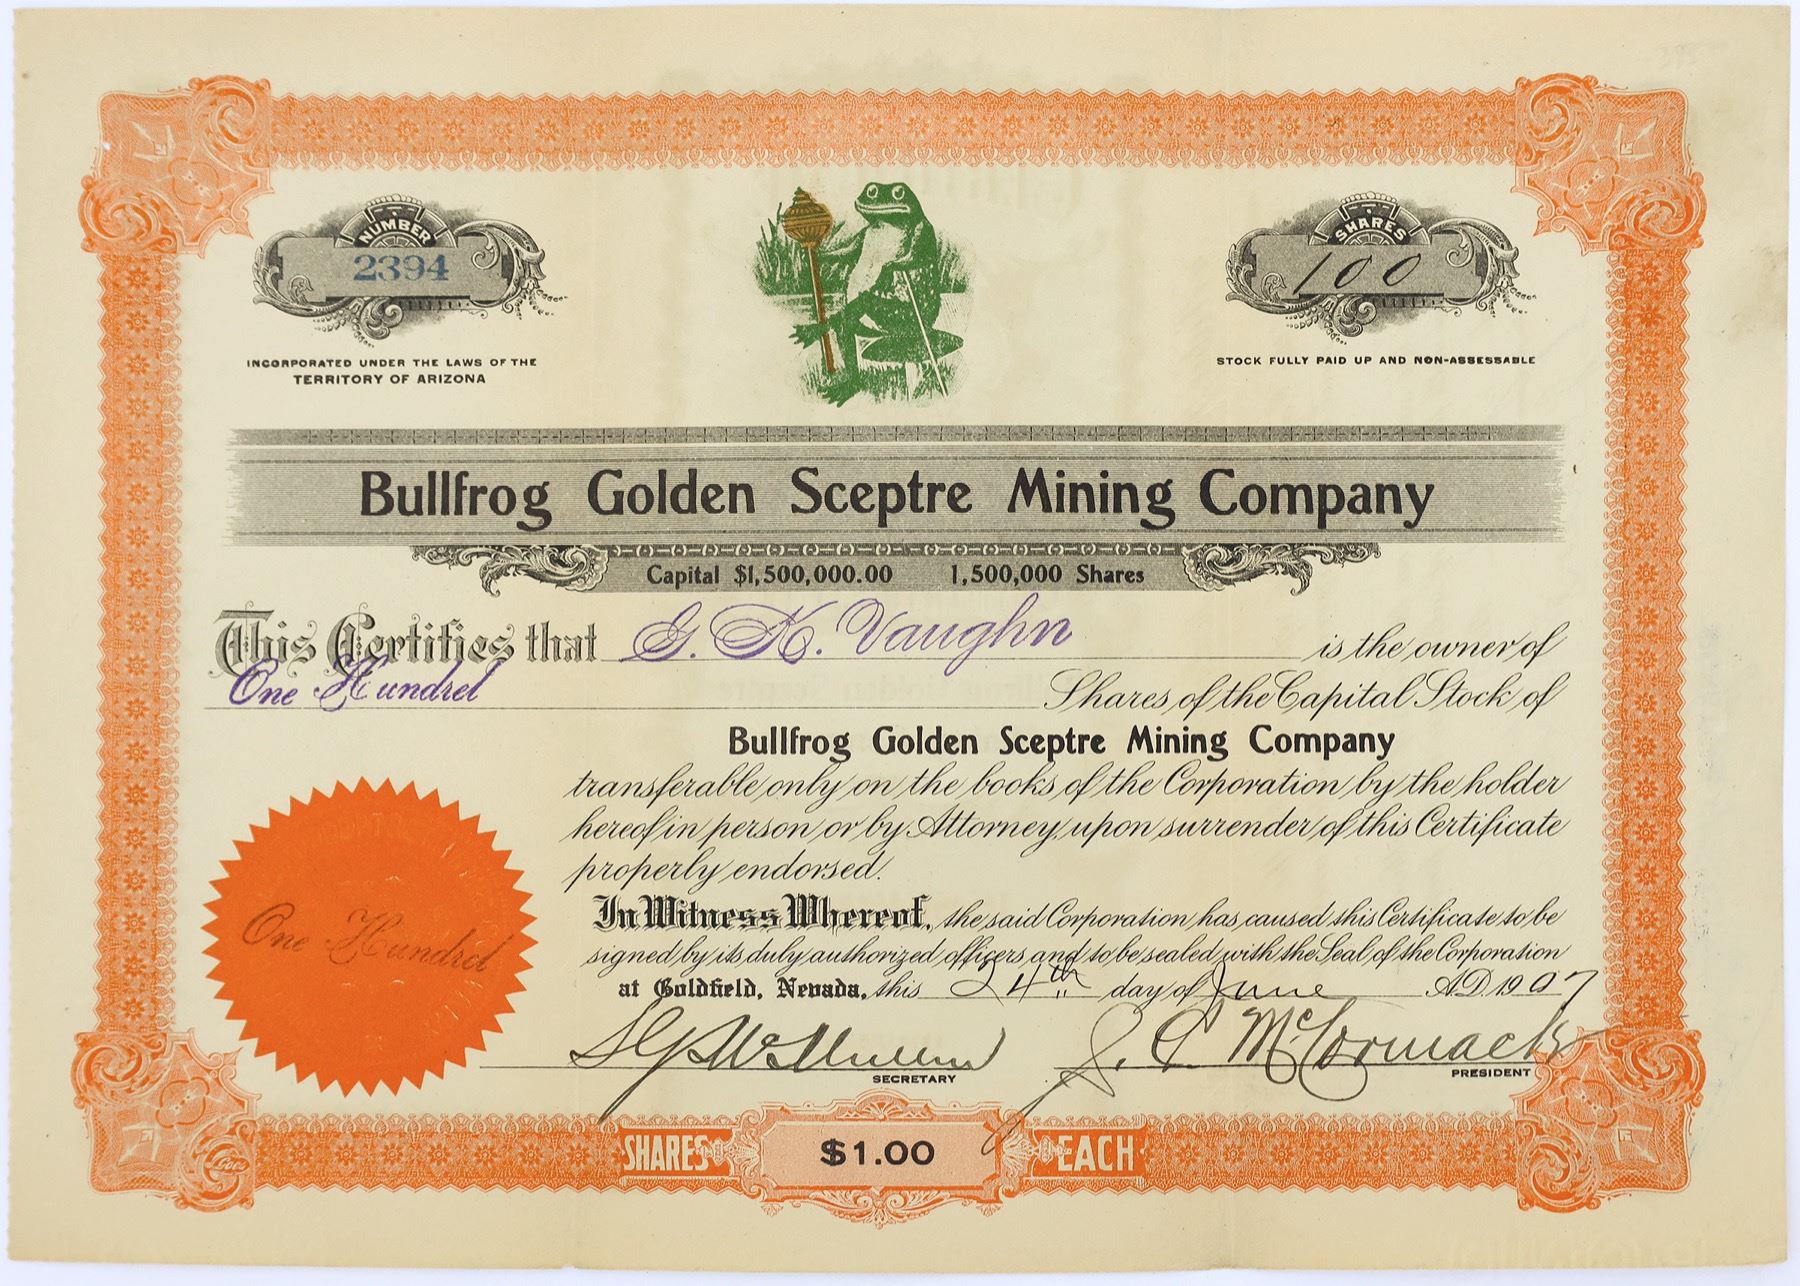 NUMBER
2394
SHARES
100
INCORPORATED UNDER THE LAWS OF THE
TERRITORY OF ARIZONA
STOCK FULLY PAID UP AND NON-ASSESSABLE
Bullfrog Golden Sceptre Mining Company
Capital $1,500,000.00 1,500,000 Shares
This Certifies that G. K. Vaughn is the owner of
One Hundred Shares of the Capital Stock of
Bullfrog Golden Sceptre Mining Company
transferable only on the books of the Corporation by the holder
hereof in person or by Attorney, upon surrender of this Certificate
properly endorsed.
One Hundred
In Witness Whereof, the said Corporation has caused this Certificate to be
signed by its duly authorized officers and to be sealed with the Seal of the Corporation
at Goldfield, Nevada, this 24th day of June A.D. 1907
SECRETARY
J. C. McCormack
PRESIDENT
Goes
SHARES $1.00 EACH